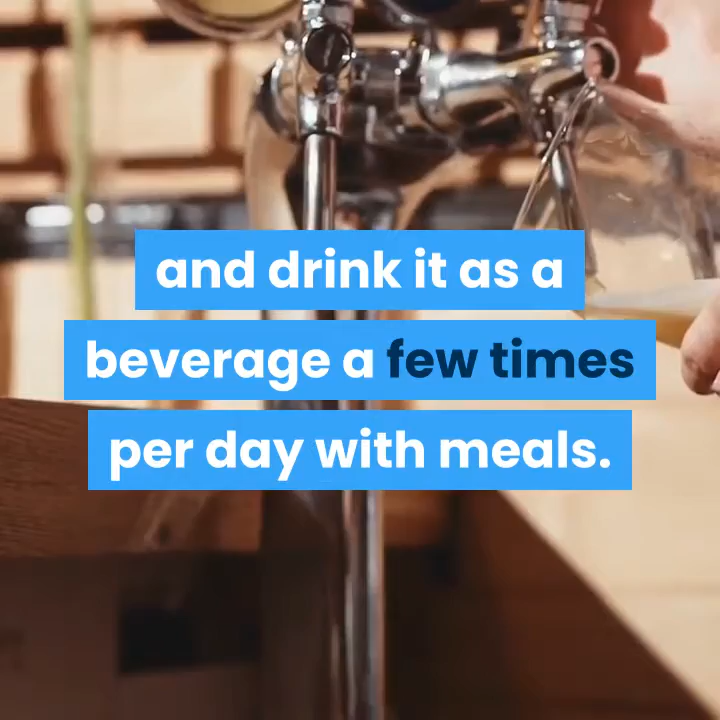 and drink it as a
beverage a few times
per day with meals.